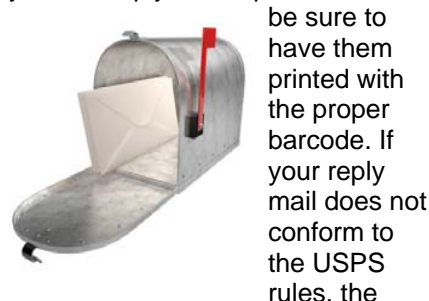 be sure to
have them
printed with
the proper
barcode. If
your reply
mail does not
conform to
the USPS
rules, the